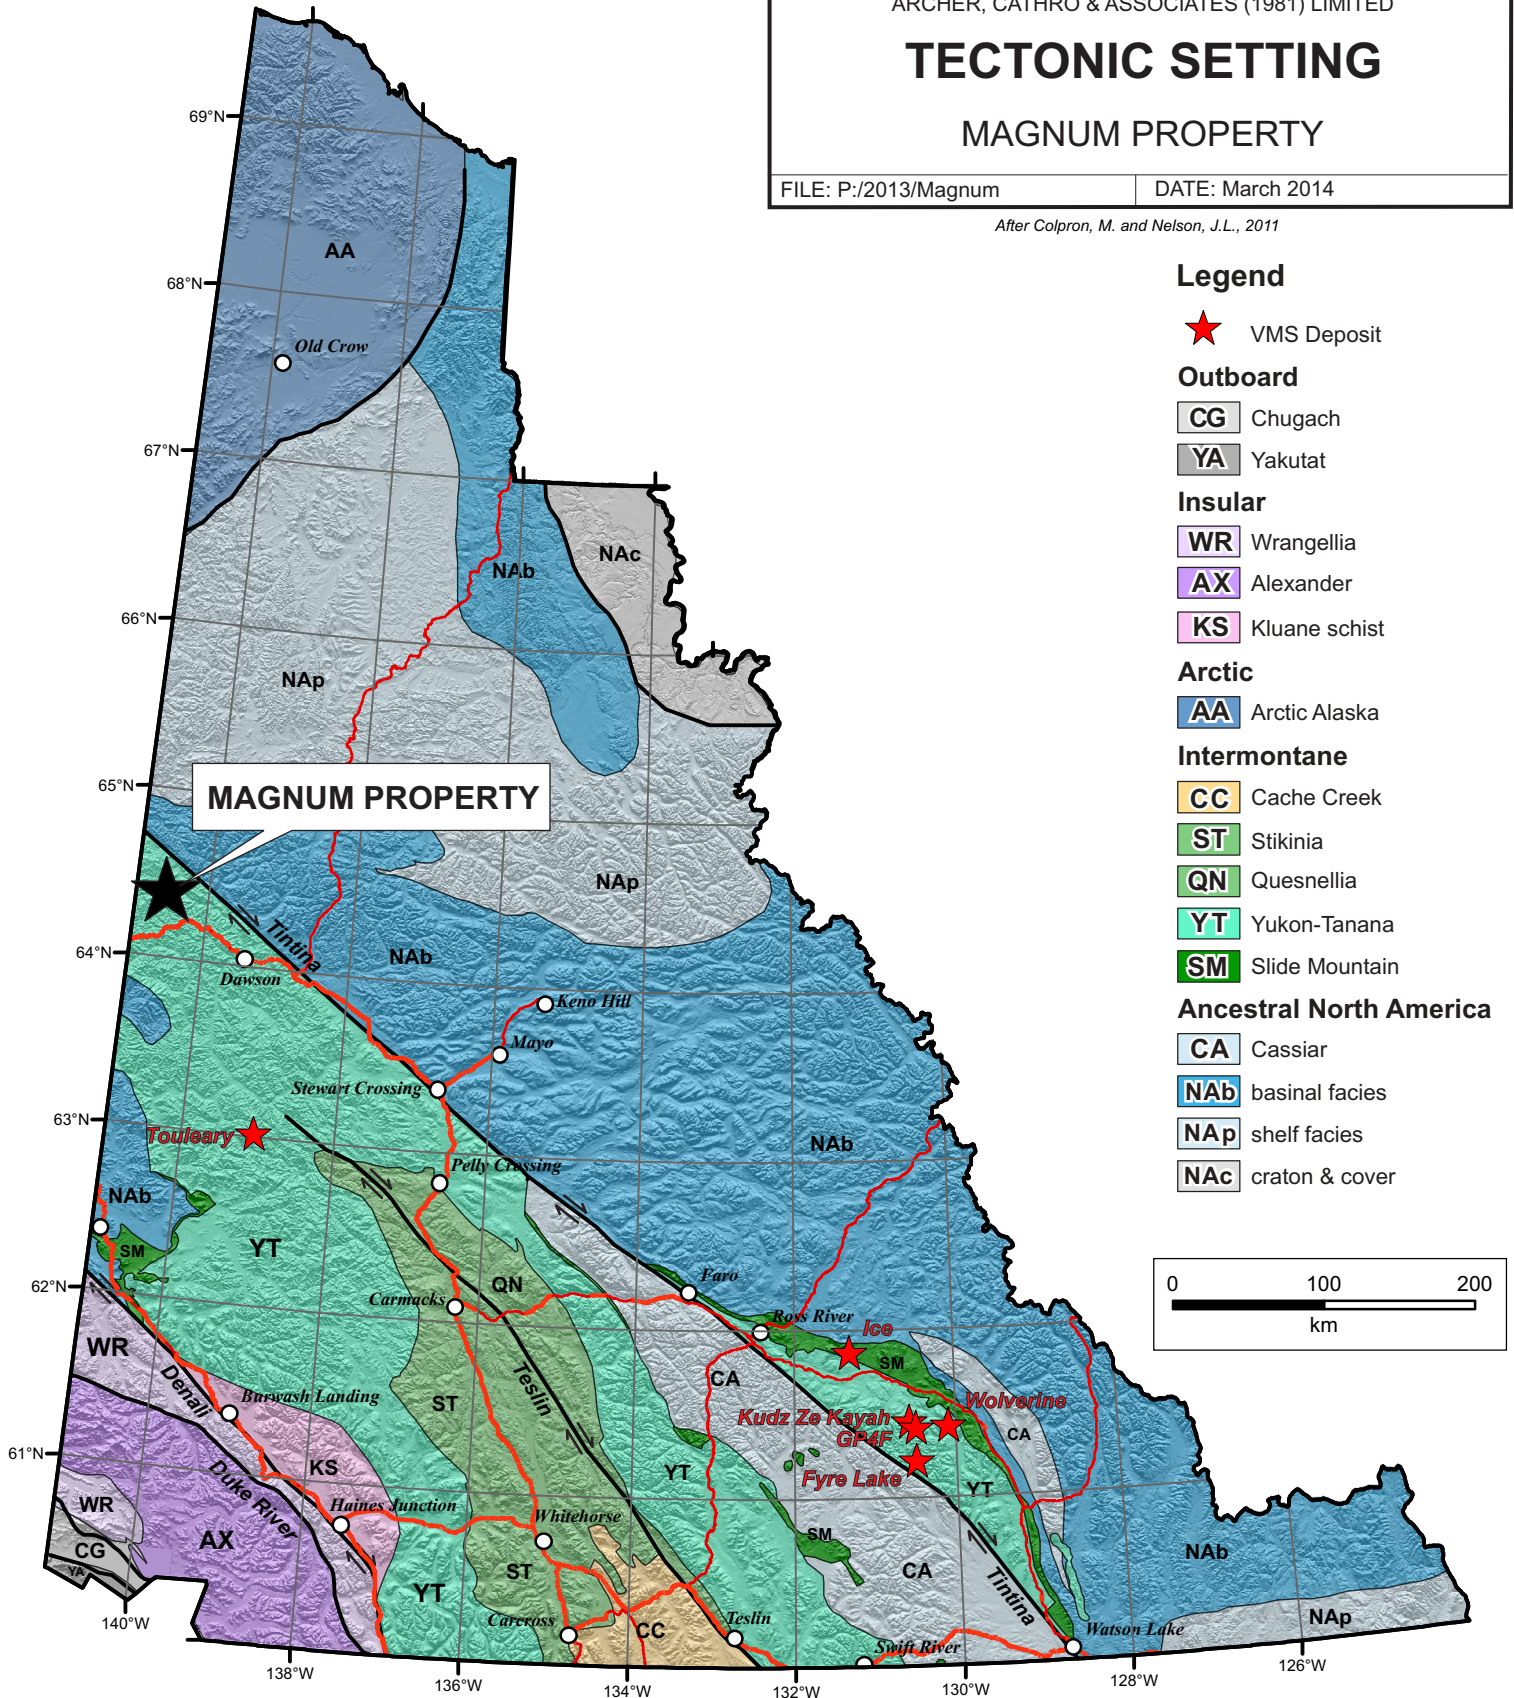 ARCHER, CATHRO & ASSOCIATES (1981) LIMITED
TECTONIC SETTING
MAGNUM PROPERTY
FILE: P:/2013/Magnum
DATE: March 2014
After Colpron, M. and Nelson, J.L., 2011
Legend
VMS Deposit
Outboard
CG Chugach
YA Yakutat
Insular
WR Wrangellia
AX Alexander
KS Kluane schist
Arctic
AA Arctic Alaska
Intermontane
CC Cache Creek
ST Stikinia
QN Quesnellia
YT Yukon-Tanana
SM Slide Mountain
Ancestral North America
CA Cassiar
NAb basinal facies
NAp shelf facies
NAc craton & cover
0 100 200
km
69°N
AA
68°N
Old Crow
67°N
NAc
NAb
66°N
NAp
65°N
MAGNUM PROPERTY
NAp
Tintina
NAb
64°N
Dawson
Keno Hill
Mayo
Stewart Crossing
63°N
Touleary
NAb
Pelly Crossing
NAb
YT
SM
62°N
QN
Faro
Carmacks
Ross River
Ice
SM
WR
Denali
CA
Teslin
Burwash Landing
ST
Wolverine
Kudz Ze Kayah
GP4F
CA
61°N
KS
Duke River
YT
Fyre Lake
YT
WR
Haines Junction
Whitehorse
SM
AX
CG
NAb
YA
ST
CA
YT
Tintina
140°W
Carcross
CC
Teslin
Swift River
Watson Lake
NAp
138°W
136°W
134°W
132°W
130°W
128°W
126°W